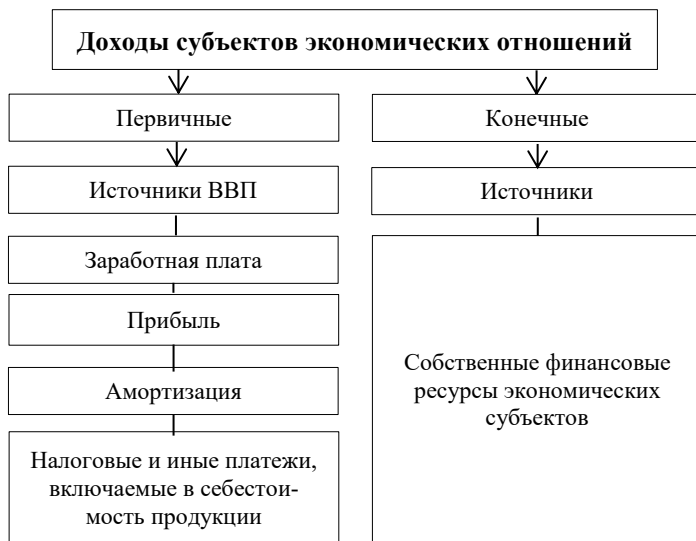 Доходы субъектов экономических отношений
Первичные
Конечные
Источники ВВП
Источники
Заработная плата
Прибыль
Амортизация
Налоговые и иные платежи,
включаемые в себестои-
мость продукции
Собственные финансовые
ресурсы экономических
субъектов